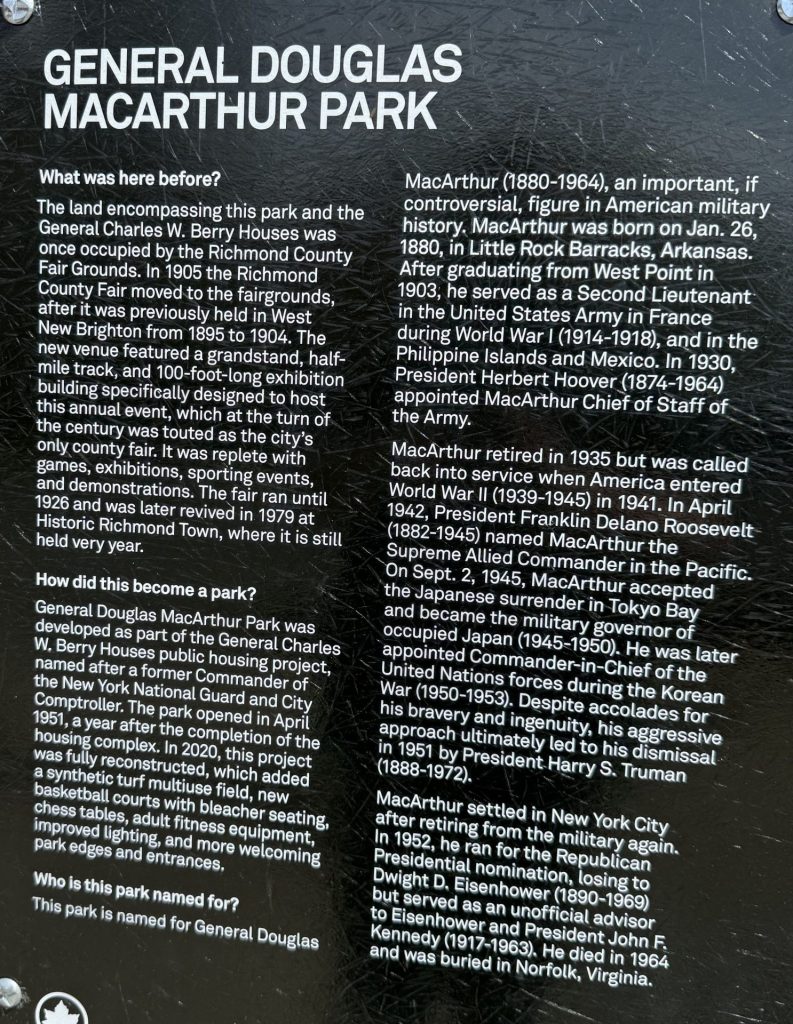 GENERAL DOUGLAS
MACARTHUR PARK
What was here before?
The land encompassing this park and the
General Charles W. Berry Houses was
once occupied by the Richmond County
Fair Grounds. In 1905 the Richmond
County Fair moved to the fairgrounds,
after it was previously held in West
New Brighton from 1895 to 1904. The
new venue featured a grandstand, half-
mile track, and 100-foot-long exhibition
building specifically designed to host
this annual event, which at the turn of
the century was touted as the city's
only county fair. It was replete with
games, exhibitions, sporting events,
and demonstrations. The fair ran until
1926 and was later revived in 1979 at
Historic Richmond Town, where it is still
held very year.
How did this become a park?
General Douglas MacArthur Park was
developed as part of the General Charles
W. Berry Houses public housing project,
named after a former Commander of
the New York National Guard and City
Comptroller. The park opened in April
1951, a year after the completion of the
housing complex. In 2020, this project
was fully reconstructed, which added
a synthetic turf multiuse field, new
basketball courts with bleacher seating,
chess tables, adult fitness equipment,
improved lighting, and more welcoming
park edges and entrances.
Who is this park named for?
This park is named for General Douglas
MacArthur (1880-1964), an important, if
controversial, figure in American military
history. MacArthur was born on Jan. 26,
1880, in Little Rock Barracks, Arkansas.
After graduating from West Point in
1903, he served as a Second Lieutenant
in the United States Army in France
during World War I (1914-1918), and in the
Philippine Islands and Mexico. In 1930,
President Herbert Hoover (1874-1964)
appointed MacArthur Chief of Staff of
the Army.
MacArthur retired in 1935 but was called
back into service when America entered
World War II (1939-1945) in 1941. In April
1942, President Franklin Delano Roosevelt
(1882-1945) named MacArthur the
Supreme Allied Commander in the Pacific.
On Sept. 2, 1945, MacArthur accepted
the Japanese surrender in Tokyo Bay
and became the military governor of
occupied Japan (1945-1950). He was later
appointed Commander-in-Chief of the
United Nations forces during the Korean
War (1950-1953). Despite accolades for
his bravery and ingenuity, his aggressive
approach ultimately led to his dismissal
in 1951 by President Harry S. Truman
(1888-1972).
MacArthur settled in New York City
after retiring from the military again.
In 1952, he ran for the Republican
Presidential nomination, losing to
Dwight D. Eisenhower (1890-1969)
but served as an unofficial advisor
to Eisenhower and President John F.
Kennedy (1917-1963). He died in 1964
and was buried in Norfolk, Virginia.